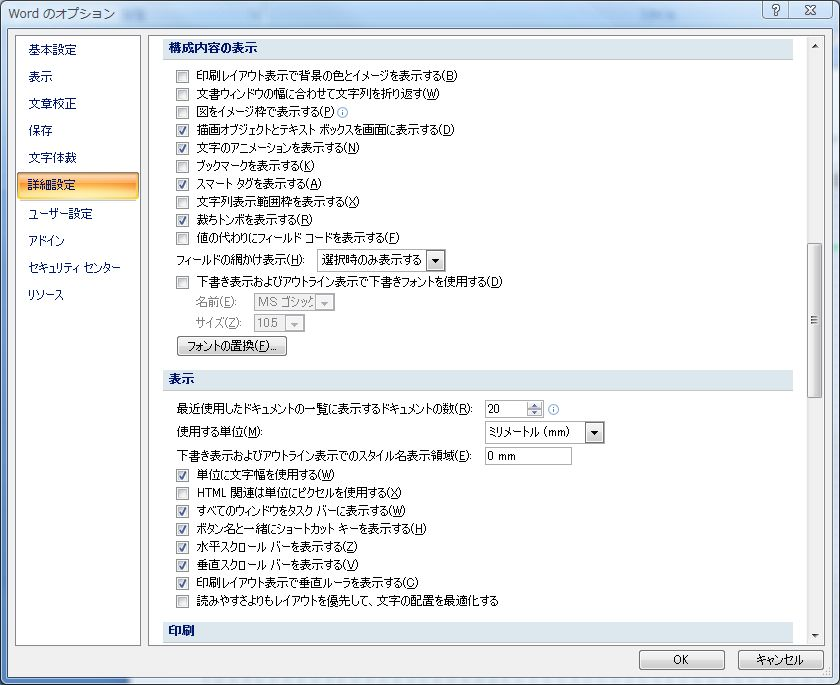 Word のオプション
基本設定
表示
文章校正
保存
文字体裁
詳細設定
ユーザー設定
アドイン
セキュリティ センター
リソース
構成内容の表示
印刷レイアウト表示で背景の色とイメージを表示する(B)
文書ウィンドウの幅に合わせて文字列を折り返す(W)
図をイメージ枠で表示する(P)
描画オブジェクトとテキスト ボックスを画面に表示する(D)
文字のアニメーションを表示する(N)
ブックマークを表示する(K)
スマート タグを表示する(A)
文字列表示範囲枠を表示する(X)
裁ちトンボを表示する(R)
値の代わりにフィールド コードを表示する(F)
フィールドの網かけ表示(H): 選択時のみ表示する
下書き表示およびアウトライン表示で下書きフォントを使用する(D)
名前(E): MS ゴシック
サイズ(Z): 10.5
フォントの置換(F)...
表示
最近使用したドキュメントの一覧に表示するドキュメントの数(R): 20
使用する単位(M): ミリメートル (mm)
下書き表示およびアウトライン表示でのスタイル名表示領域(E): 0 mm
単位に文字幅を使用する(W)
HTML 関連は単位にピクセルを使用する(X)
すべてのウィンドウをタスク バーに表示する(W)
ボタン名と一緒にショートカット キーを表示する(H)
水平スクロール バーを表示する(Z)
垂直スクロール バーを表示する(V)
印刷レイアウト表示で垂直ルーラを表示する(C)
読みやすさよりもレイアウトを優先して、文字の配置を最適化する
印刷
OK
キャンセル